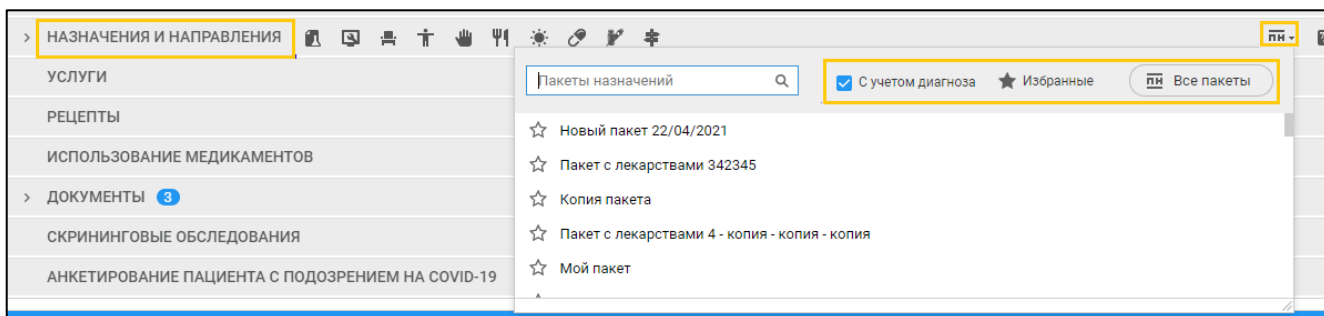 НАЗНАЧЕНИЯ И НАПРАВЛЕНИЯ ПН
Пакеты назначений С учетом диагноза Избранные ПН Все пакеты
УСЛУГИ
РЕЦЕПТЫ
ИСПОЛЬЗОВАНИЕ МЕДИКАМЕНТОВ
ДОКУМЕНТЫ 3
СКРИНИНГОВЫЕ ОБСЛЕДОВАНИЯ
АНКЕТИРОВАНИЕ ПАЦИЕНТА С ПОДОЗРЕНИЕМ НА COVID-19
Новый пакет 22/04/2021
Пакет с лекарствами 342345
Копия пакета
Пакет с лекарствами 4 - копия - копия - копия
Мой пакет